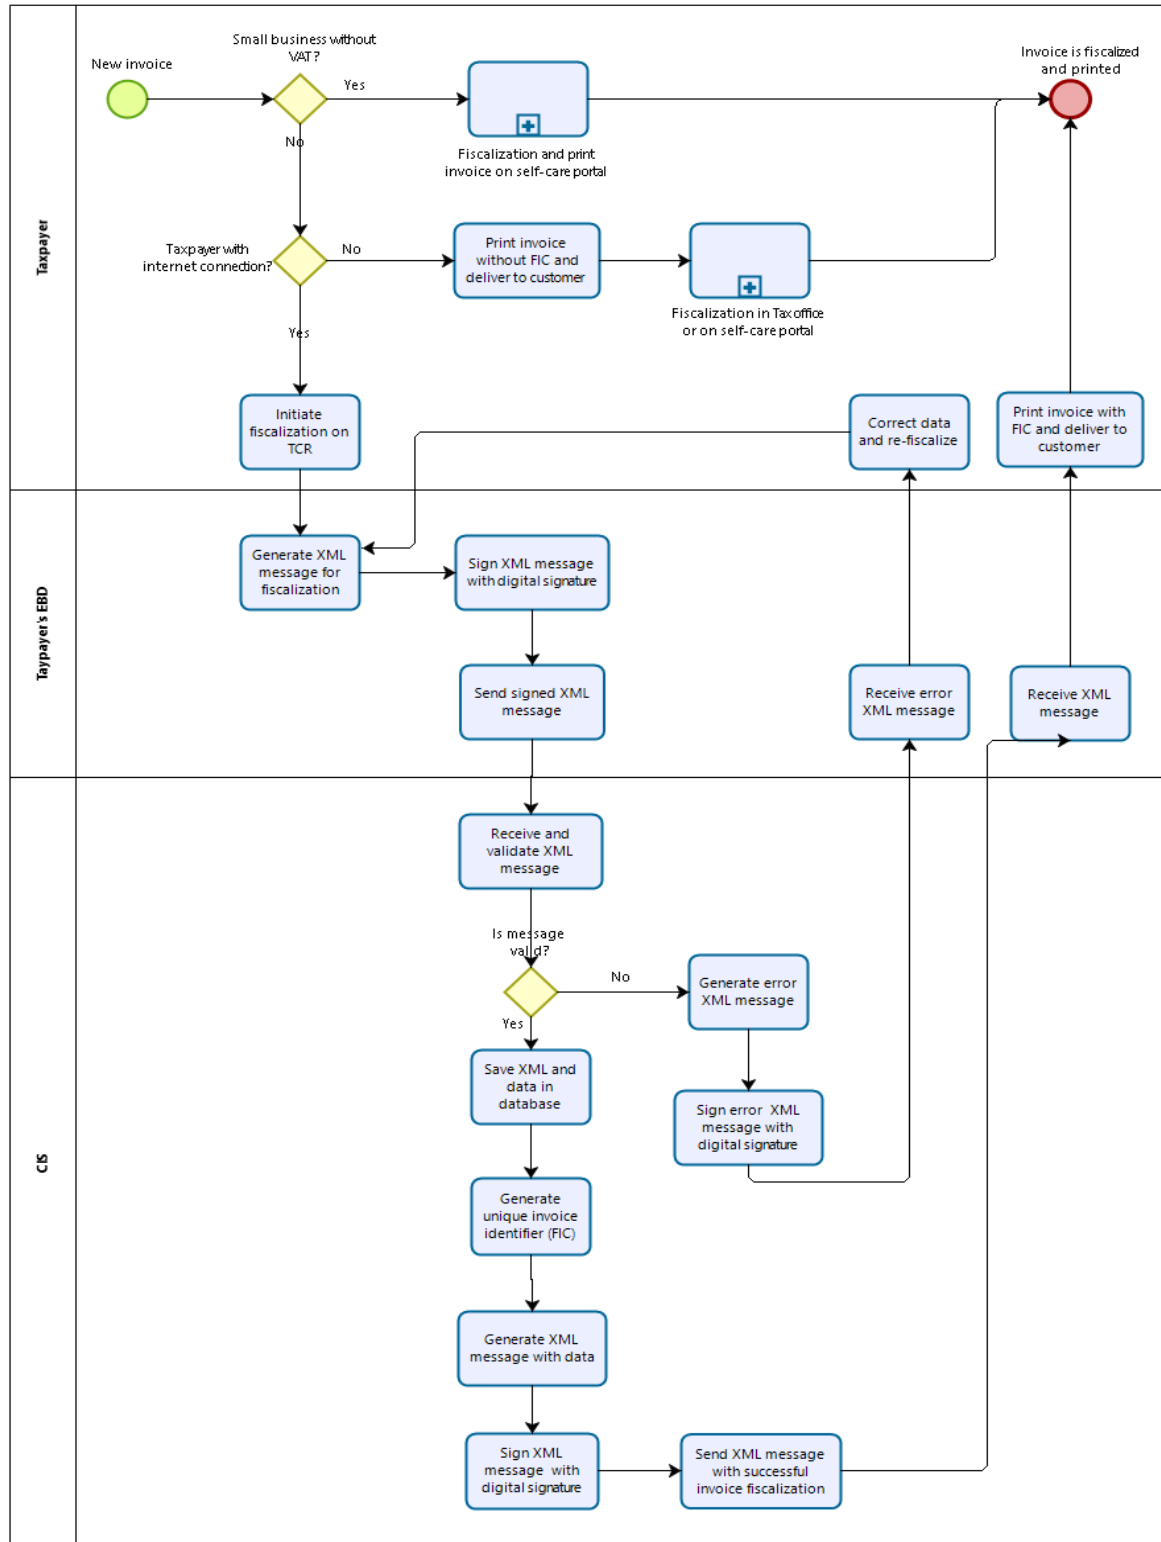 Small business without
VAT?
New invoice
Yes
Invoice is fiscalized
and printed
No
Fiscalization and print
invoice on self-care portal
Taxpayer
Taxpayer with
internet connection?
No
Print invoice
without FIC and
deliver to customer
Fiscalization in Tax office
or on self-care portal
Yes
Initiate
fiscalization on
TCR
Correct data
and re-fiscalize
Print invoice with
FIC and deliver to
customer
Taypayer's EBD
Generate XML
message for
fiscalization
Sign XML message
with digital signature
Send signed XML
message
Receive error
XML message
Receive XML
message
CIS
Receive and
validate XML
message
Is message
valid?
No
Generate error
XML message
Yes
Save XML and
data in
database
Sign error XML
message with
digital signature
Generate
unique invoice
identifier (FIC)
Generate XML
message with data
Sign XML
message with
digital signature
Send XML message
with successful
invoice fiscalization